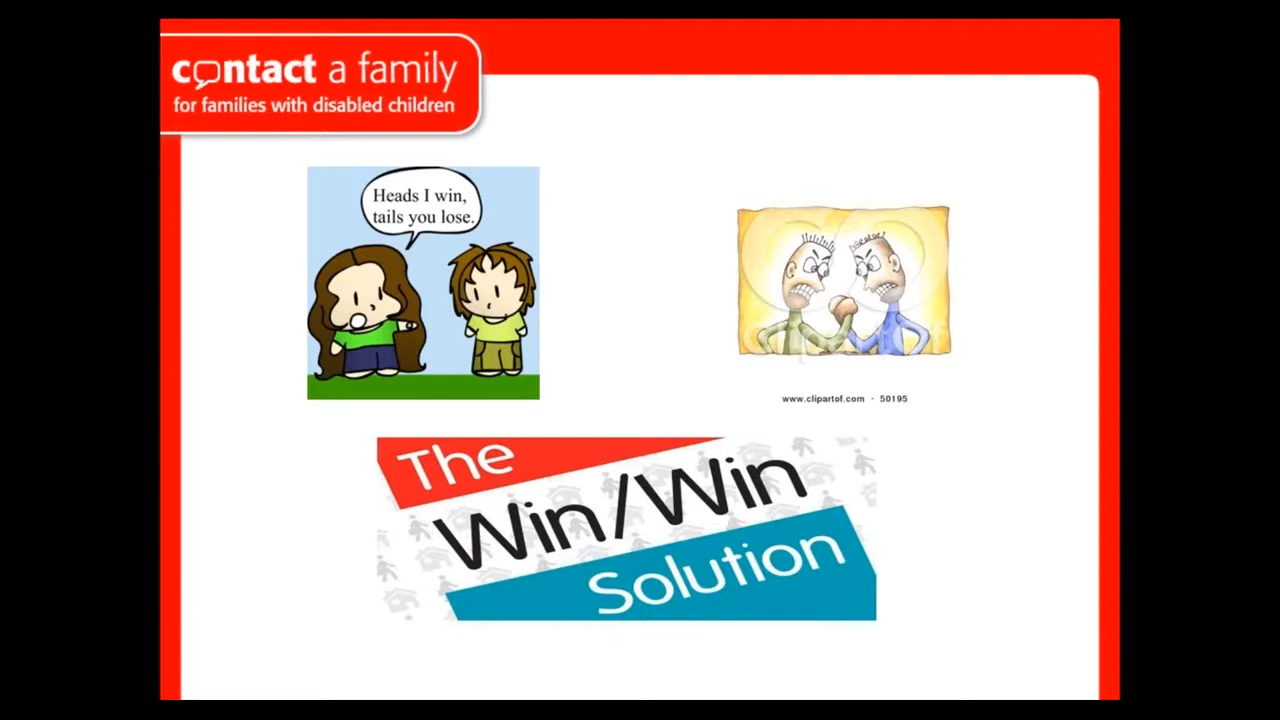 contact a family
for families with disabled children
Heads I win,
tails you lose.
www.clipartof.com · 50195
The
Win/Win
Solution